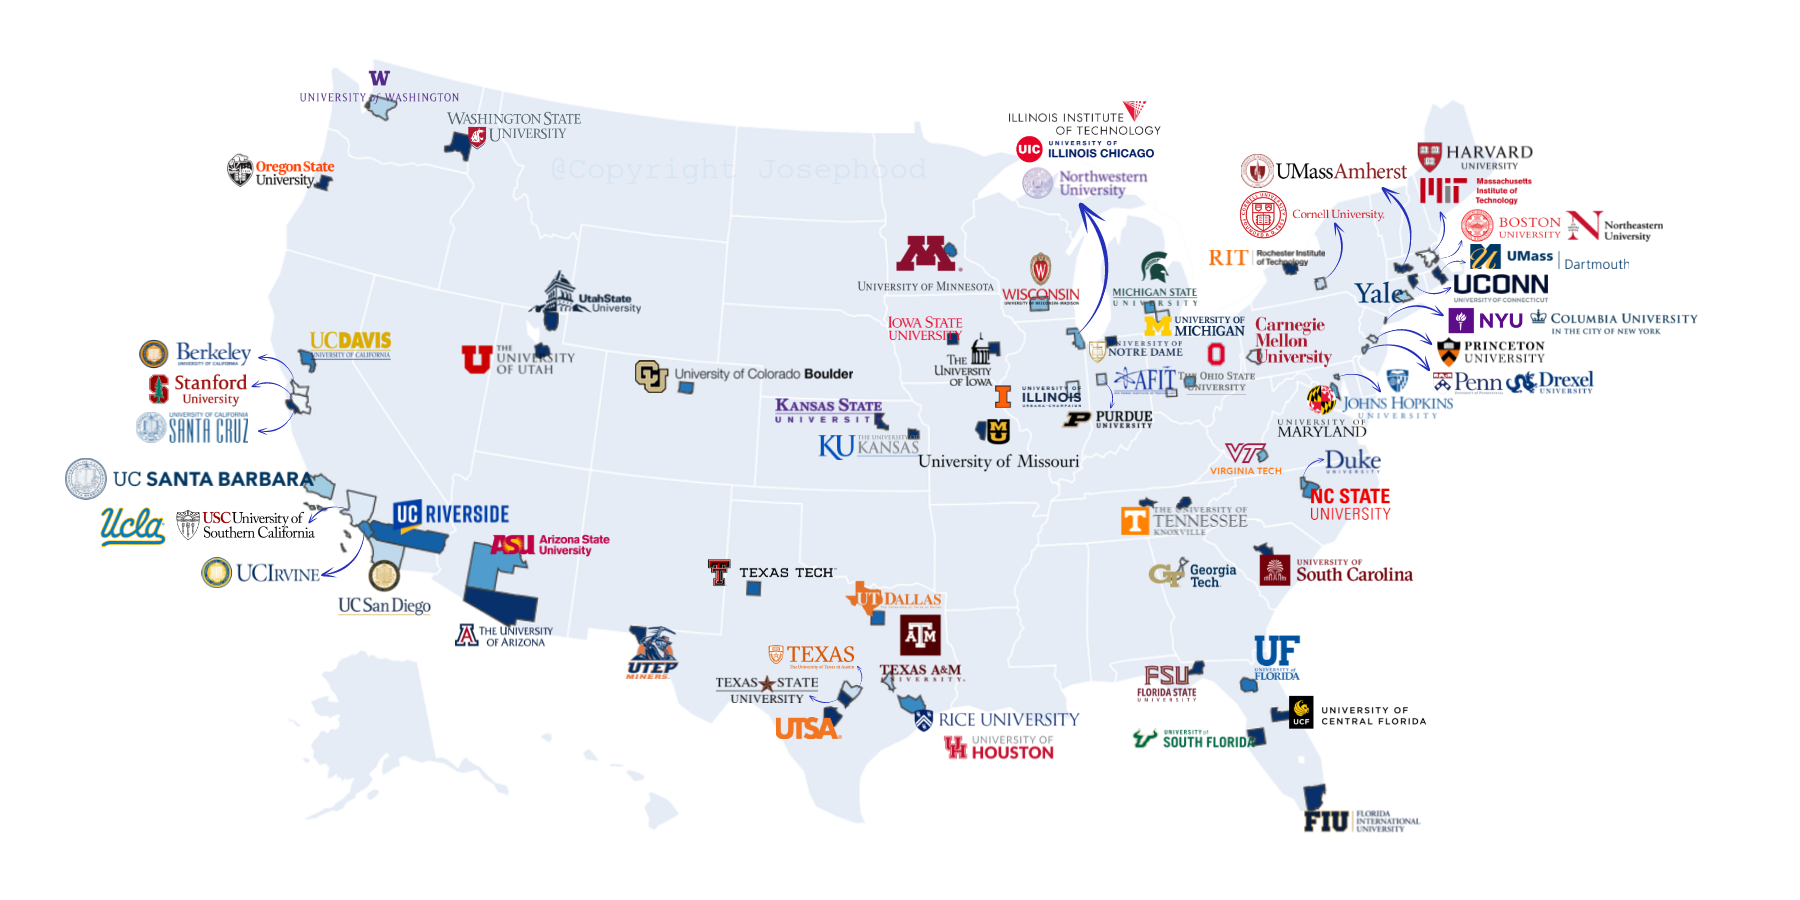 W
UNIVERSITY of WASHINGTON
WASHINGTON STATE
UNIVERSITY
Oregon State
University
@Copyright Josephood
ILLINOIS INSTITUTE
OF TECHNOLOGY
UIC
UNIVERSITY OF
ILLINOIS CHICAGO
Northwestern
University
UMassAmherst
Cornell University.
RIT
Rochester Institute
of Technology
HARVARD
UNIVERSITY
MIT
Massachusetts
Institute of
Technology
BOSTON
UNIVERSITY
N
Northeastern
University
UMass
Dartmouth
Yale
UCONN
UNIVERSITY OF CONNECTICUT
NYU
COLUMBIA UNIVERSITY
IN THE CITY OF NEW YORK
PRINCETON
UNIVERSITY
Penn
Drexel
UNIVERSITY
JOHNS HOPKINS
UNIVERSITY
UNIVERSITY OF
MARYLAND
M
UNIVERSITY OF MINNESOTA
W
WISCONSIN
UNIVERSITY OF WISCONSIN-MADISON
MICHIGAN STATE
UNIVERSITY
M
UNIVERSITY OF
MICHIGAN
Carnegie
Mellon
University
IOWA STATE
UNIVERSITY
THE
UNIVERSITY
OF IOWA
UNIVERSITY OF
NOTRE DAME
AFIT
O
THE OHIO STATE
UNIVERSITY
I
UNIVERSITY OF
ILLINOIS
URBANA-CHAMPAIGN
P
PURDUE
UNIVERSITY
UtahState
University
U
THE
UNIVERSITY
OF UTAH
CU
University of Colorado Boulder
KANSAS STATE
UNIVERSITY
KU
THE UNIVERSITY OF
KANSAS
MU
University of Missouri
Berkeley
UNIVERSITY OF CALIFORNIA
UCDAVIS
UNIVERSITY OF CALIFORNIA
S
Stanford
University
UNIVERSITY OF CALIFORNIA
SANTA CRUZ
UC SANTA BARBARA
Ucla
USC University of
Southern California
UC
RIVERSIDE
UCIRVINE
UC San Diego
ASU
Arizona State
University
A
THE UNIVERSITY
OF ARIZONA
VT
VIRGINIA TECH
Duke
UNIVERSITY
NC STATE
UNIVERSITY
T
THE UNIVERSITY OF
TENNESSEE
KNOXVILLE
GT
Georgia
Tech
UNIVERSITY OF
South Carolina
T
TEXAS TECH
UTDALLAS
ATM
TEXAS A&M
UNIVERSITY
UTEP
MINERS
TEXAS
The University of Texas at Austin
TEXAS STATE
UNIVERSITY
UTSA
RICE UNIVERSITY
UH
UNIVERSITY OF
HOUSTON
FSU
FLORIDA STATE
UNIVERSITY
UF
UNIVERSITY of
FLORIDA
UCF
UNIVERSITY OF
CENTRAL FLORIDA
UNIVERSITY of
SOUTH FLORIDA
FIU
FLORIDA
INTERNATIONAL
UNIVERSITY